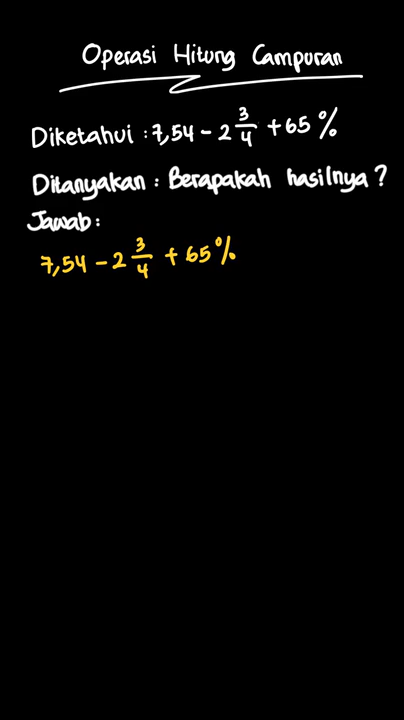 Operasi Hitung Campuran
Diketahui : 7,54 - 2 3/4 + 65 %
Ditanyakan : Berapakah hasilnya ?
Jawab :
7,54 - 2 3/4 + 65 %